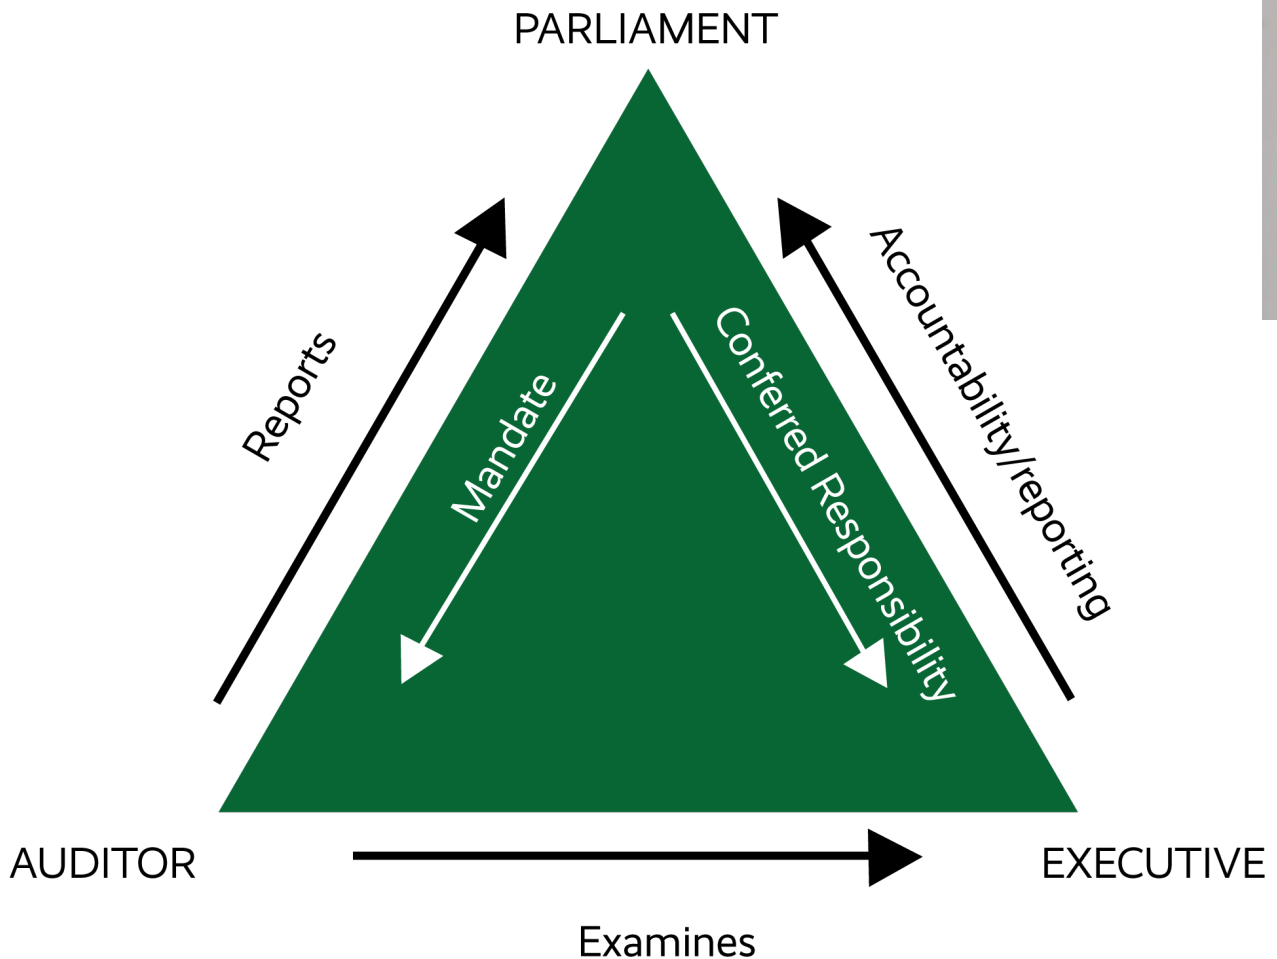 PARLIAMENT
Reports
Mandate
Conferred Responsibility
Accountability/reporting
AUDITOR
EXECUTIVE
Examines